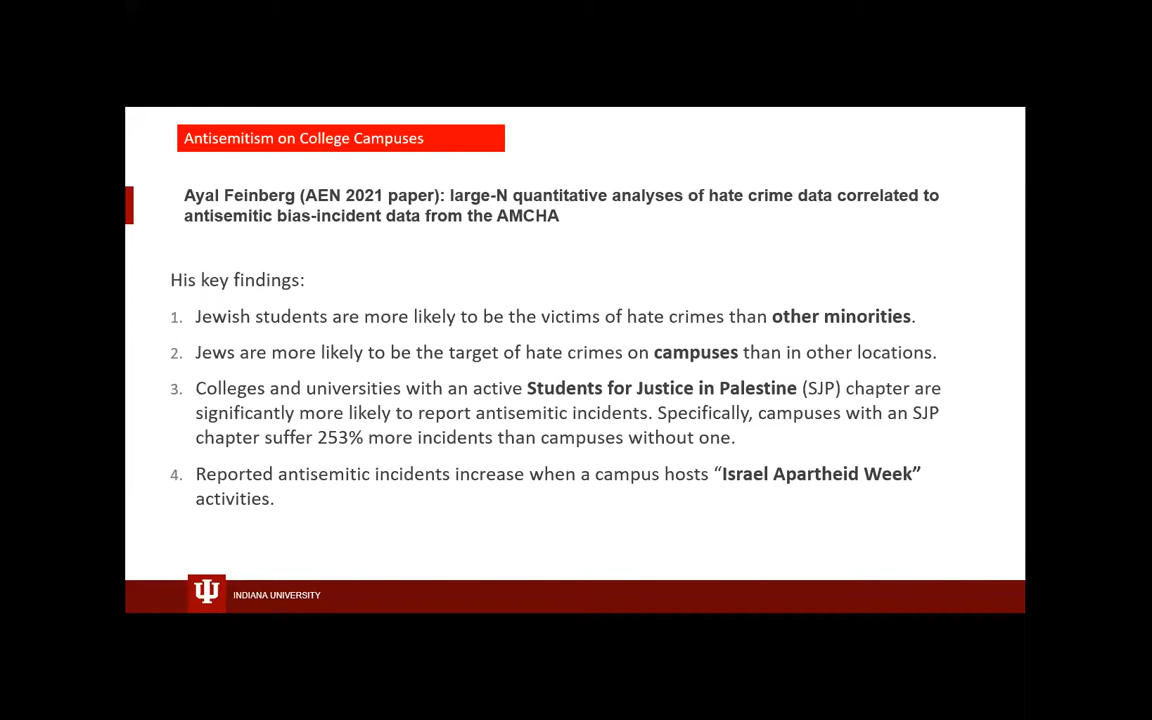 Antisemitism on College Campuses
Ayal Feinberg (AEN 2021 paper): large-N quantitative analyses of hate crime data correlated to
antisemitic bias-incident data from the AMCHA
His key findings:
1. Jewish students are more likely to be the victims of hate crimes than other minorities.
2. Jews are more likely to be the target of hate crimes on campuses than in other locations.
3. Colleges and universities with an active Students for Justice in Palestine (SJP) chapter are
significantly more likely to report antisemitic incidents. Specifically, campuses with an SJP
chapter suffer 253% more incidents than campuses without one.
4. Reported antisemitic incidents increase when a campus hosts “Israel Apartheid Week”
activities.
INDIANA UNIVERSITY